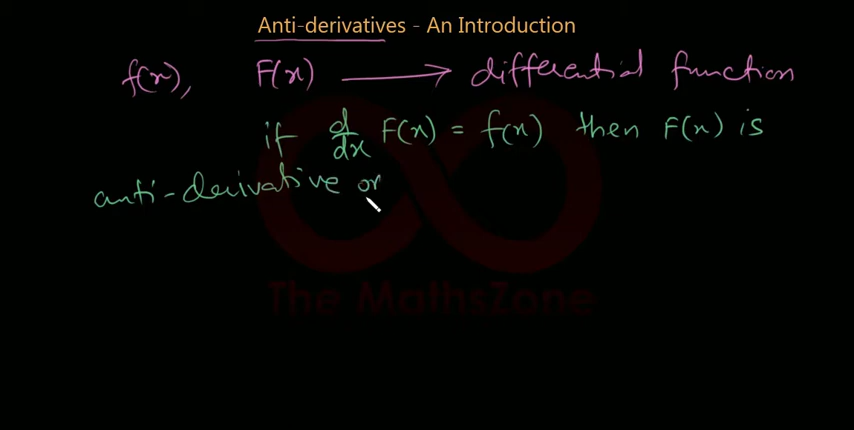 Anti-derivatives - An Introduction
f(x), F(x) ⟶ differential function
if d/dx F(x) = f(x) then F(x) is
anti-derivative or
The MathsZone